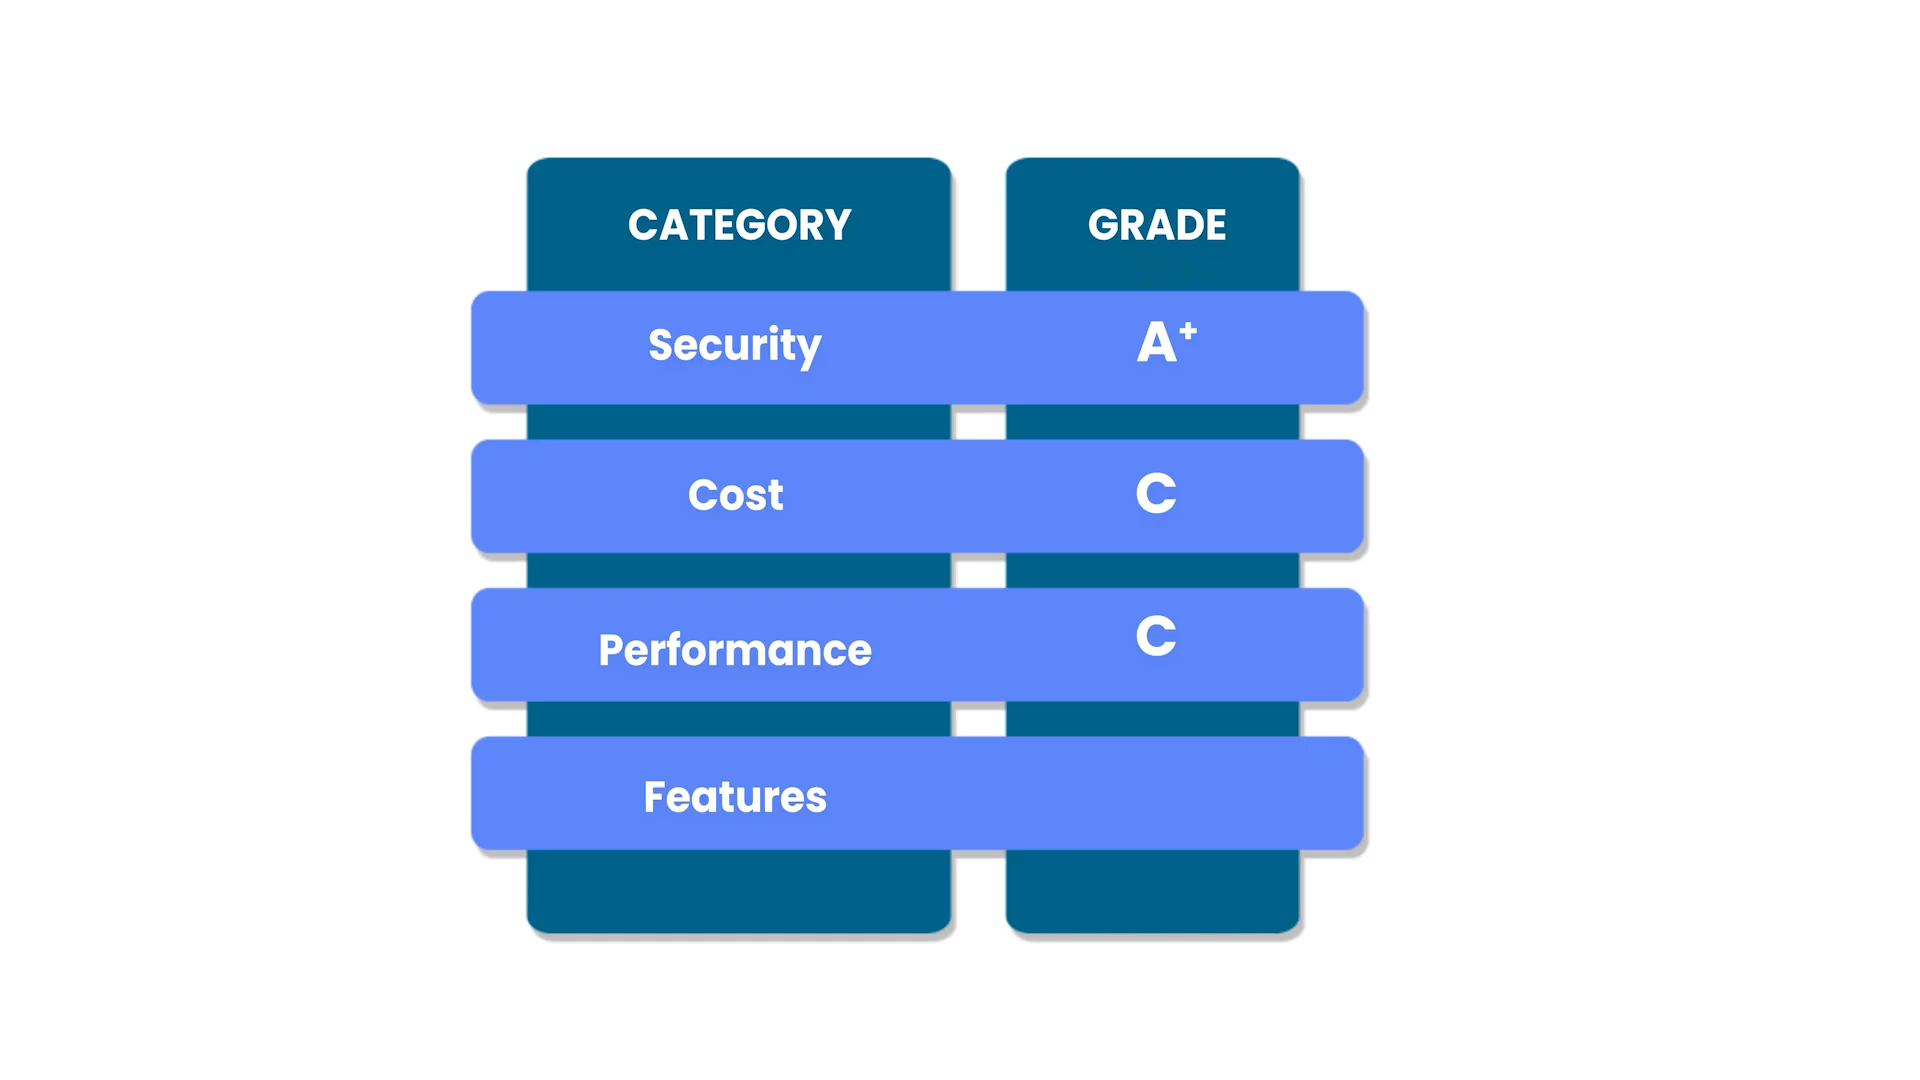 CATEGORY GRADE
Security A+
Cost C
Performance C
Features